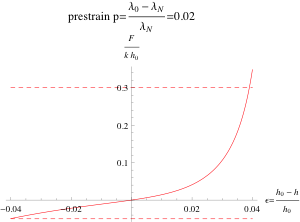 prestrain p= (λ0 − λN)/λN =0.02
F/(k h0)
0.3
0.2
0.1
−0.04 −0.02 0.02 0.04
ϵ= (h0 − h)/h0